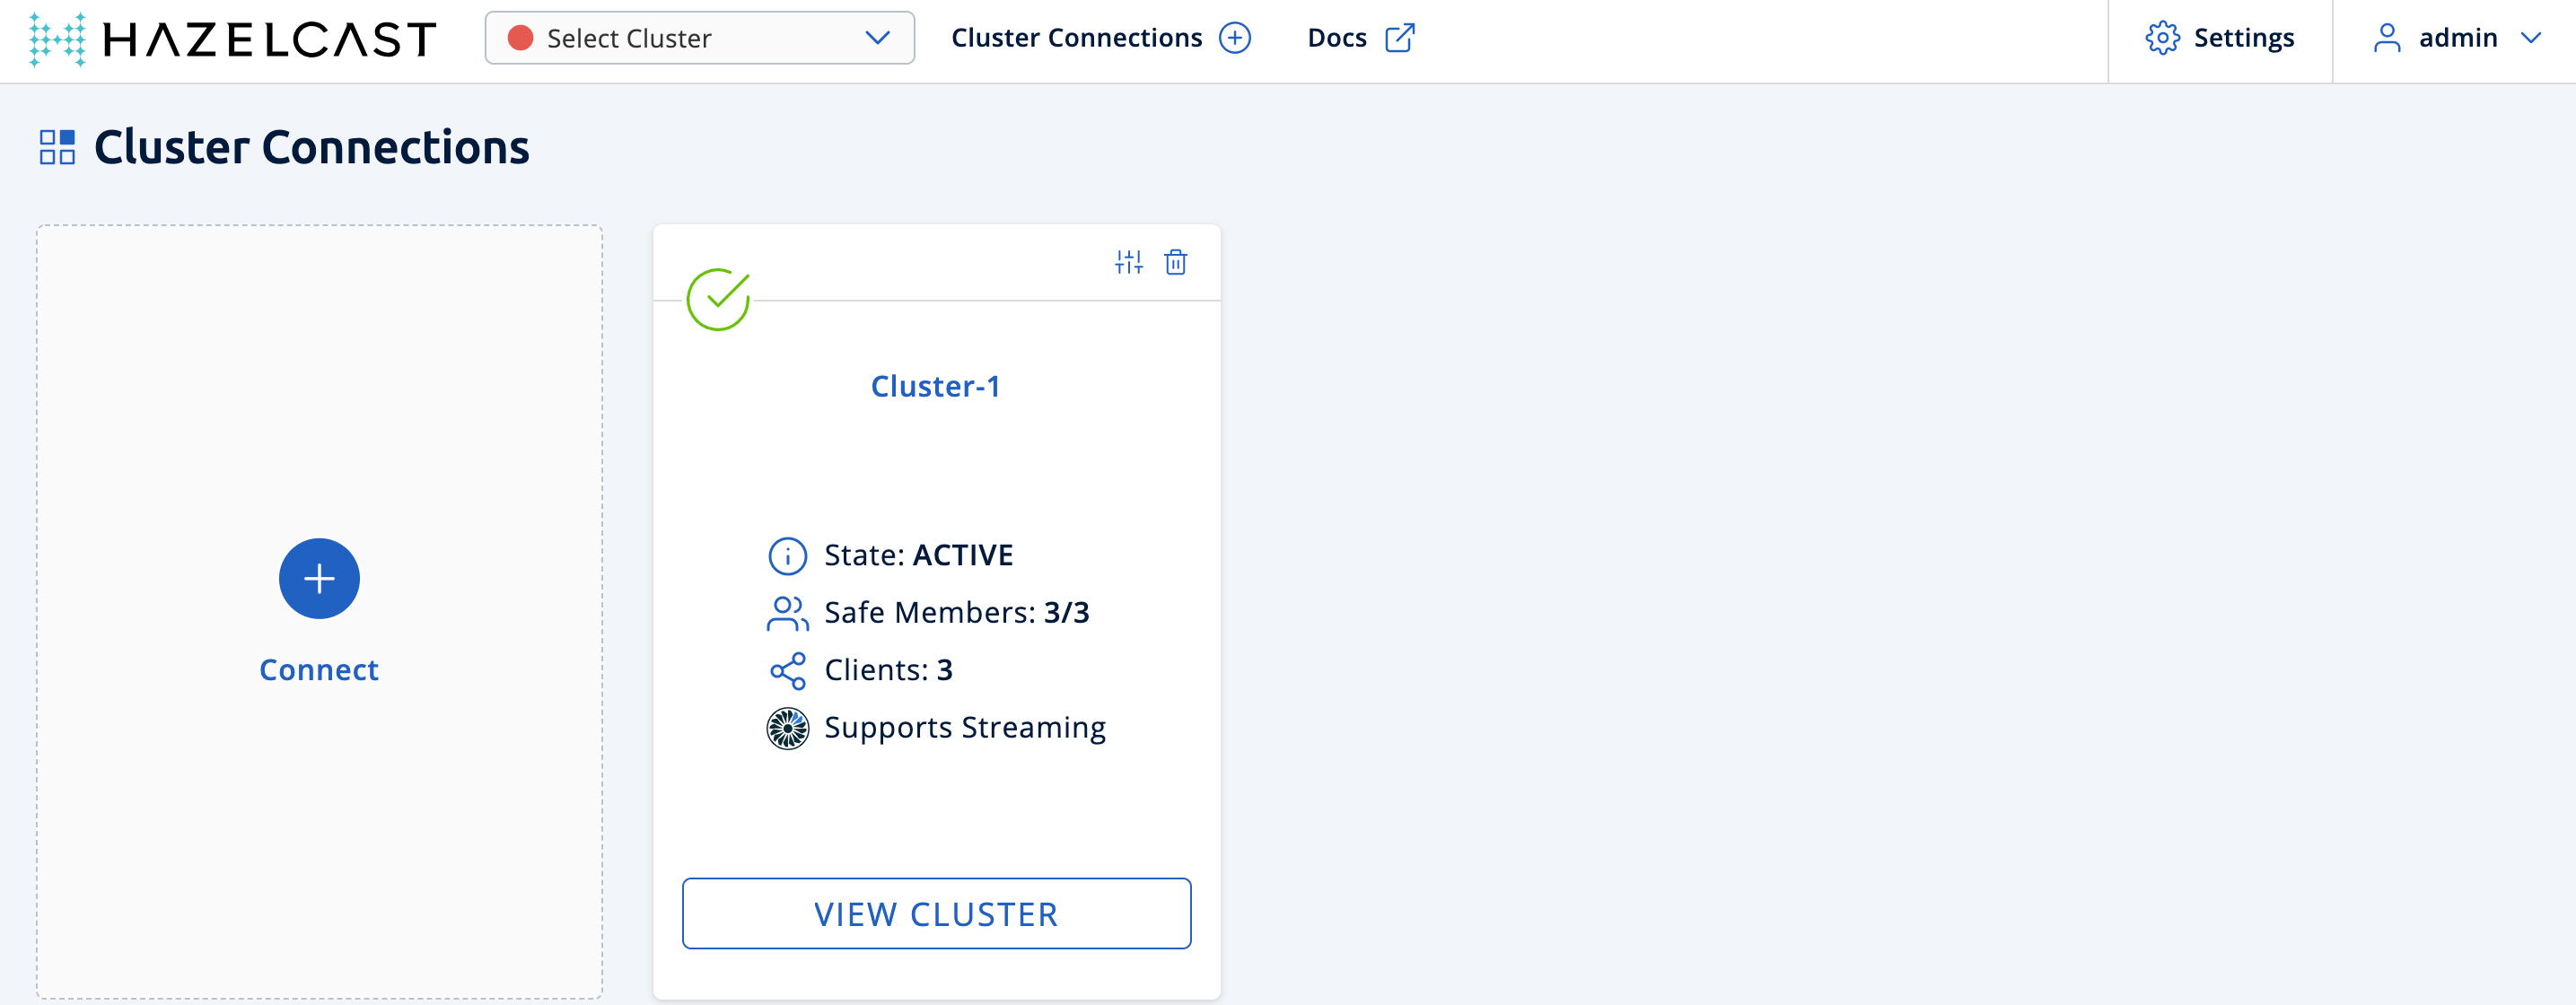 HAZELCAST Select Cluster Cluster Connections Docs Settings admin
Cluster Connections
Connect
Cluster-1
State: ACTIVE
Safe Members: 3/3
Clients: 3
Supports Streaming
VIEW CLUSTER